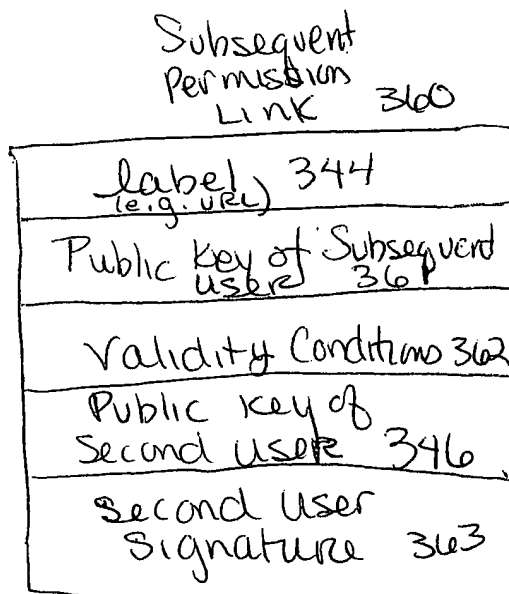 Subsequent
Permission
Link 360
label 344
(e.g. URL)
Public Key of Subsequent
user 361
Validity Conditions 362
Public Key of
Second user 346
Second User
Signature 363